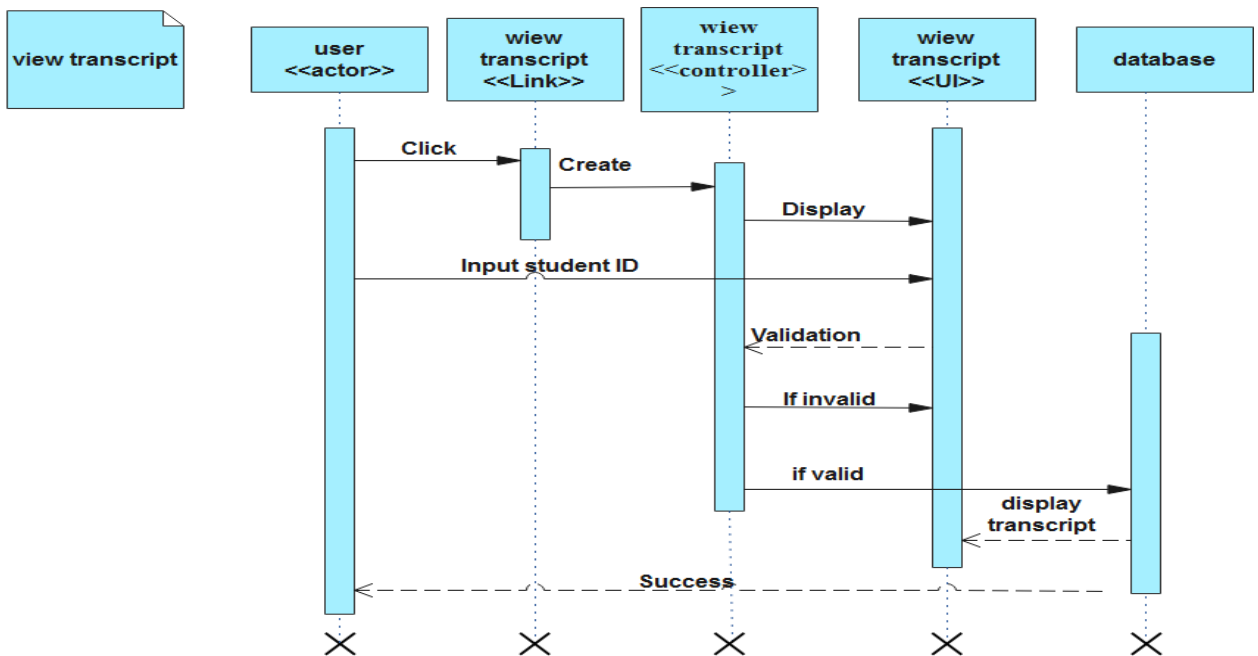 view transcript
user
<<actor>>
wiew
transcript
<<Link>>
wiew
transcript
<<controller>
>
wiew
transcript
<<UI>>
database
Click
Create
Display
Input student ID
Validation
If invalid
if valid
display
transcript
Success